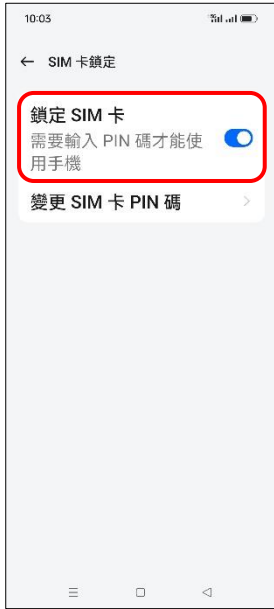 10:03
← SIM 卡鎖定
鎖定 SIM 卡
需要輸入 PIN 碼才能使
用手機
變更 SIM 卡 PIN 碼